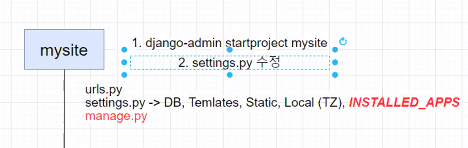 1. django-admin startproject mysite
mysite
2. settings.py 수정
urls.py
settings.py -> DB, Temlates, Static, Local (TZ), INSTALLED_APPS
manage.py